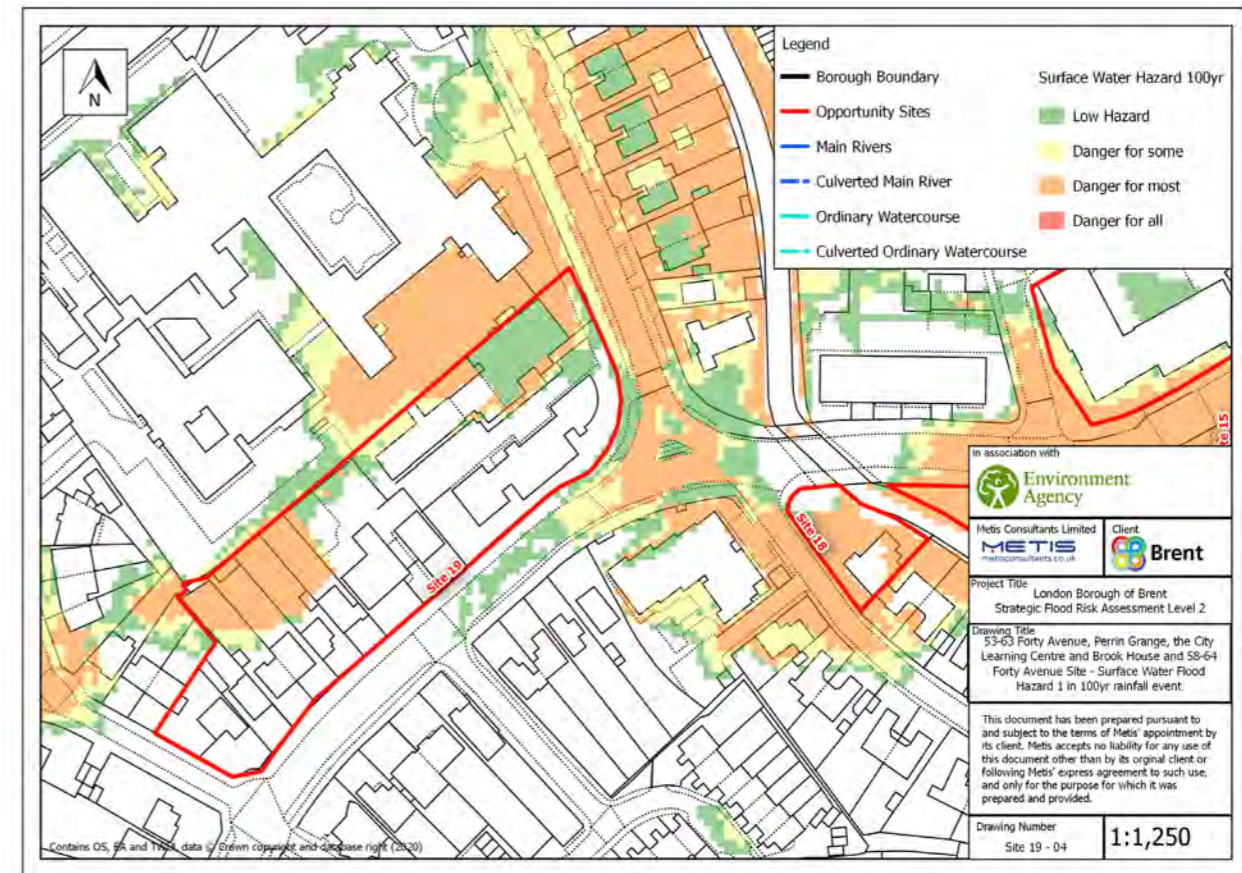 N
Legend
Borough Boundary
Opportunity Sites
Main Rivers
Culverted Main River
Ordinary Watercourse
Culverted Ordinary Watercourse
Surface Water Hazard 100yr
Low Hazard
Danger for some
Danger for most
Danger for all
Site 19
Site 18
te 15
In association with
Environment
Agency
Metis Consultants Limited
METIS
metisconsultants.co.uk
Client
Brent
Project Title
London Borough of Brent
Strategic Flood Risk Assessment Level 2
Drawing Title
53-63 Forty Avenue, Perrin Grange, the City
Learning Centre and Brook House and 58-64
Forty Avenue Site - Surface Water Flood
Hazard 1 in 100yr rainfall event
This document has been prepared pursuant to
and subject to the terms of Metis' appointment by
its client. Metis accepts no liability for any use of
this document other than by its orginal client or
following Metis' express agreement to such use,
and only for the purpose for which it was
prepared and provided.
Drawing Number
Site 19 - 04
1:1,250
Contains OS, EA and data © Crown copyright and database right (2020)